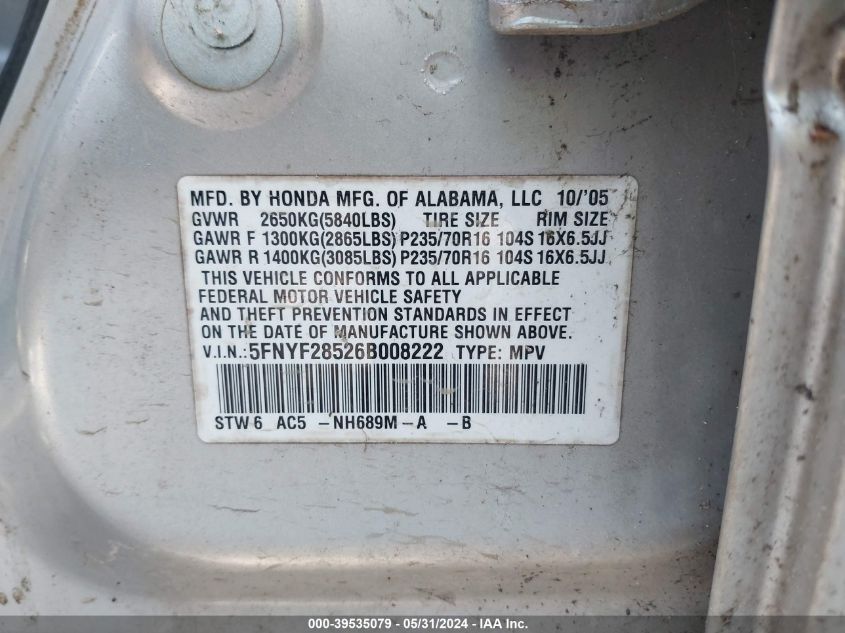 MFD. BY HONDA MFG. OF ALABAMA, LLC 10/'05
GVWR 2650KG(5840LBS) TIRE SIZE RIM SIZE
GAWR F 1300KG(2865LBS) P235/70R16 104S 16X6.5JJ
GAWR R 1400KG(3085LBS) P235/70R16 104S 16X6.5JJ
THIS VEHICLE CONFORMS TO ALL APPLICABLE
FEDERAL MOTOR VEHICLE SAFETY
AND THEFT PREVENTION STANDARDS IN EFFECT
ON THE DATE OF MANUFACTURE SHOWN ABOVE.
V.I.N.: 5FNYF28526B008222 TYPE: MPV
STW6 AC5 -NH689M-A -B
000-39535079 - 05/31/2024 - IAA Inc.